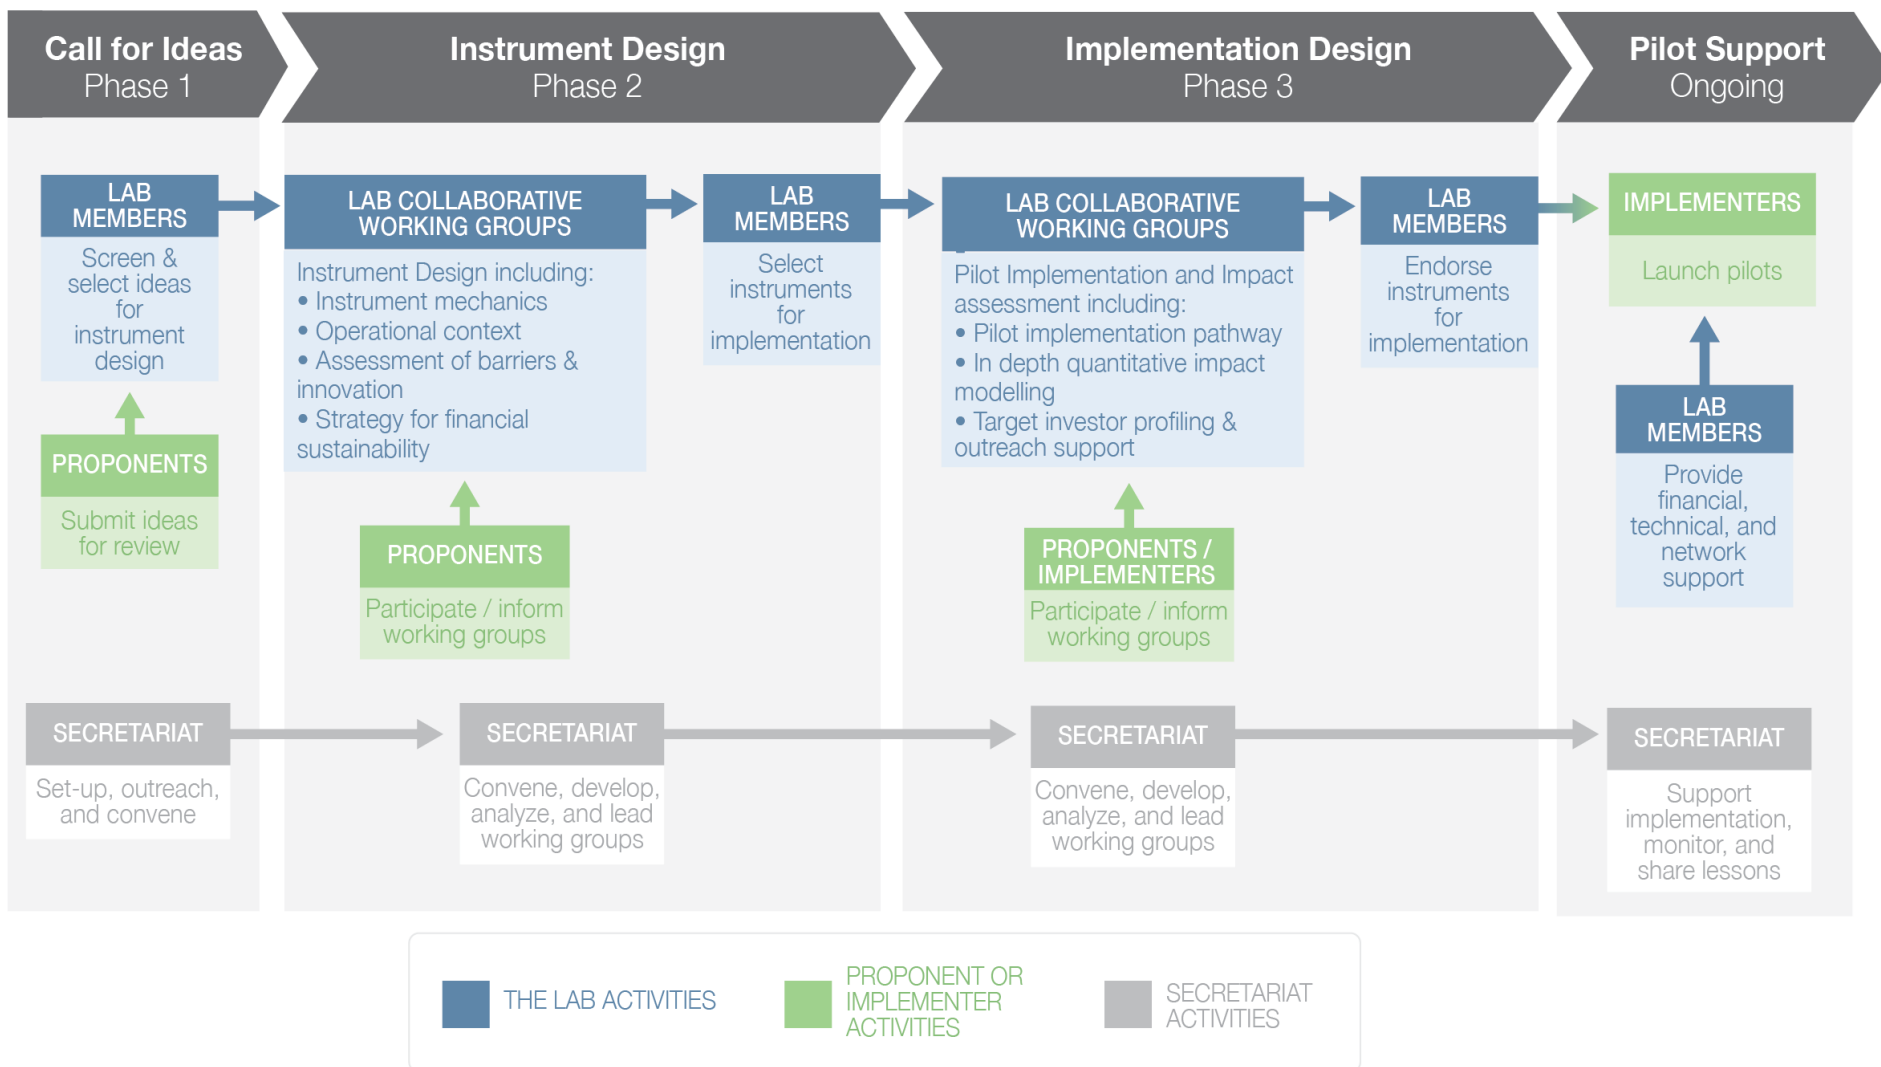 Call for Ideas
Phase 1
Instrument Design
Phase 2
Implementation Design
Phase 3
Pilot Support
Ongoing
LAB
MEMBERS
Screen &
select ideas
for
instrument
design
PROPONENTS
Submit ideas
for review
LAB COLLABORATIVE
WORKING GROUPS
Instrument Design including:
• Instrument mechanics
• Operational context
• Assessment of barriers &
innovation
• Strategy for financial
sustainability
PROPONENTS
Participate / inform
working groups
LAB
MEMBERS
Select
instruments
for
implementation
LAB COLLABORATIVE
WORKING GROUPS
Pilot Implementation and Impact
assessment including:
• Pilot implementation pathway
• In depth quantitative impact
modelling
• Target investor profiling &
outreach support
PROPONENTS /
IMPLEMENTERS
Participate / inform
working groups
LAB
MEMBERS
Endorse
instruments
for
implementation
IMPLEMENTERS
Launch pilots
LAB
MEMBERS
Provide
financial,
technical, and
network
support
SECRETARIAT
Set-up, outreach,
and convene
SECRETARIAT
Convene, develop,
analyze, and lead
working groups
SECRETARIAT
Convene, develop,
analyze, and lead
working groups
SECRETARIAT
Support
implementation,
monitor, and
share lessons
THE LAB ACTIVITIES
PROPONENT OR
IMPLEMENTER
ACTIVITIES
SECRETARIAT
ACTIVITIES